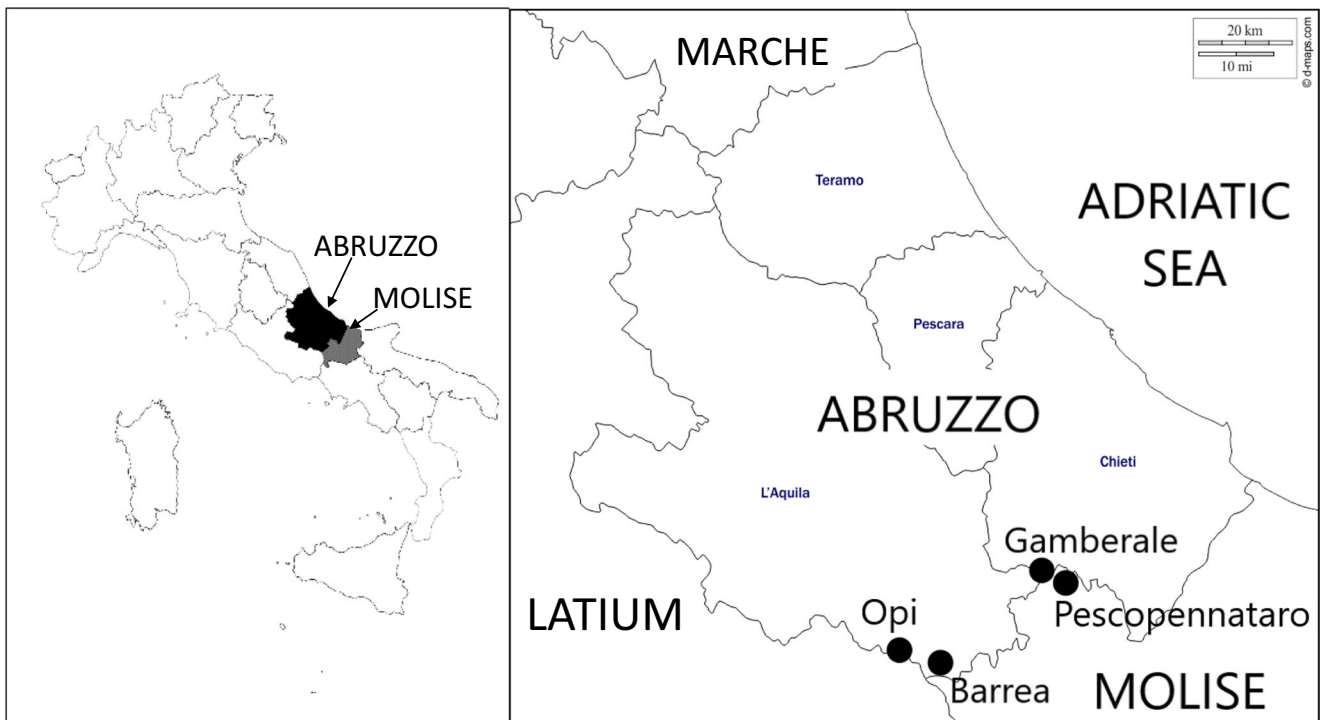 ABRUZZO
MOLISE
MARCHE
20 km
10 mi
© d-maps.com
Teramo
ADRIATIC
SEA
Pescara
ABRUZZO
Chieti
L'Aquila
Gamberale
Pescopennataro
LATIUM
Opi
Barrea
MOLISE